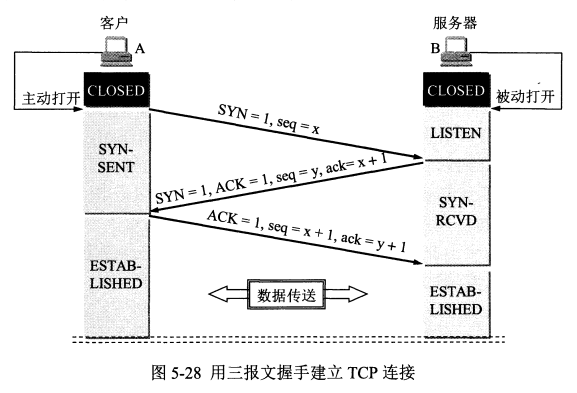 客户
服务器
A
B
主动打开
CLOSED
CLOSED
被动打开
SYN = 1, seq = x
LISTEN
SYN-
SENT
SYN = 1, ACK = 1, seq = y, ack= x + 1
SYN-
RCVD
ACK = 1, seq = x + 1, ack = y + 1
ESTAB-
LISHED
数据传送
ESTAB-
LISHED
图 5-28 用三报文握手建立 TCP 连接